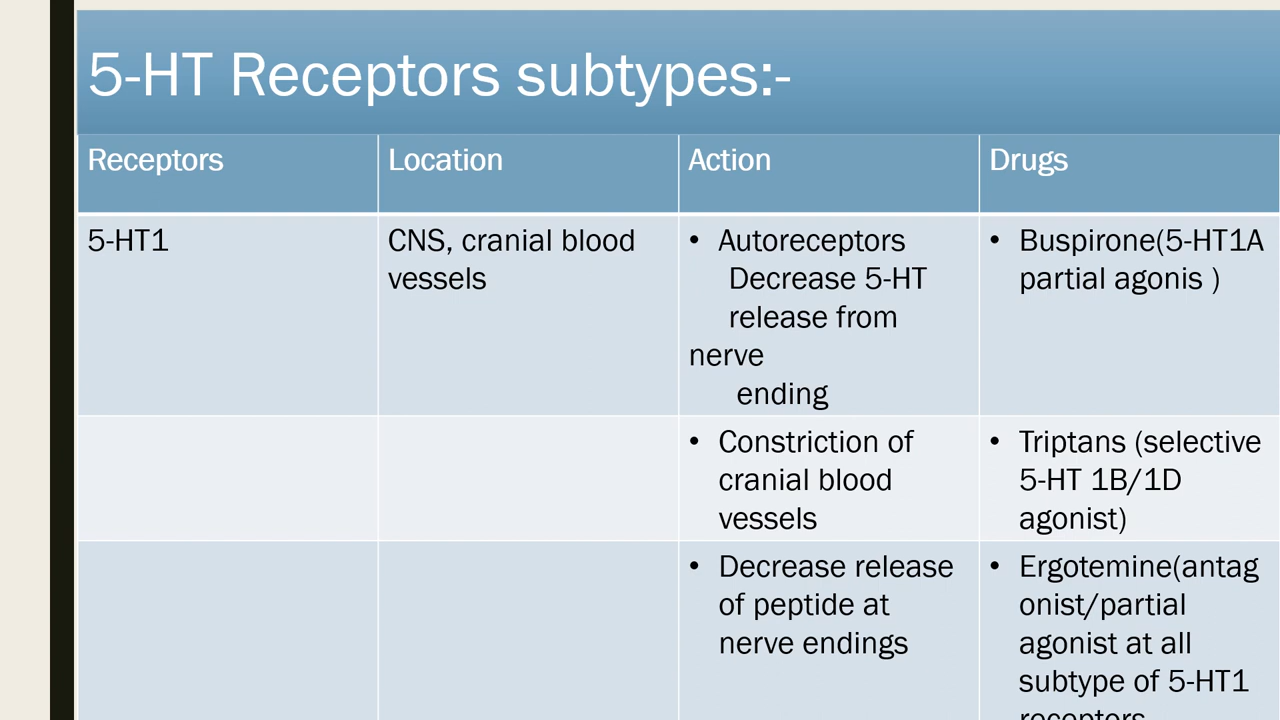 5-HT Receptors subtypes:-
Receptors
Location
Action
Drugs
5-HT1
CNS, cranial blood
vessels
• Autoreceptors
Decrease 5-HT
release from
nerve
ending
• Buspirone(5-HT1A
partial agonis )
• Constriction of
cranial blood
vessels
• Triptans (selective
5-HT 1B/1D
agonist)
• Decrease release
of peptide at
nerve endings
• Ergotemine(antag
onist/partial
agonist at all
subtype of 5-HT1
receptors